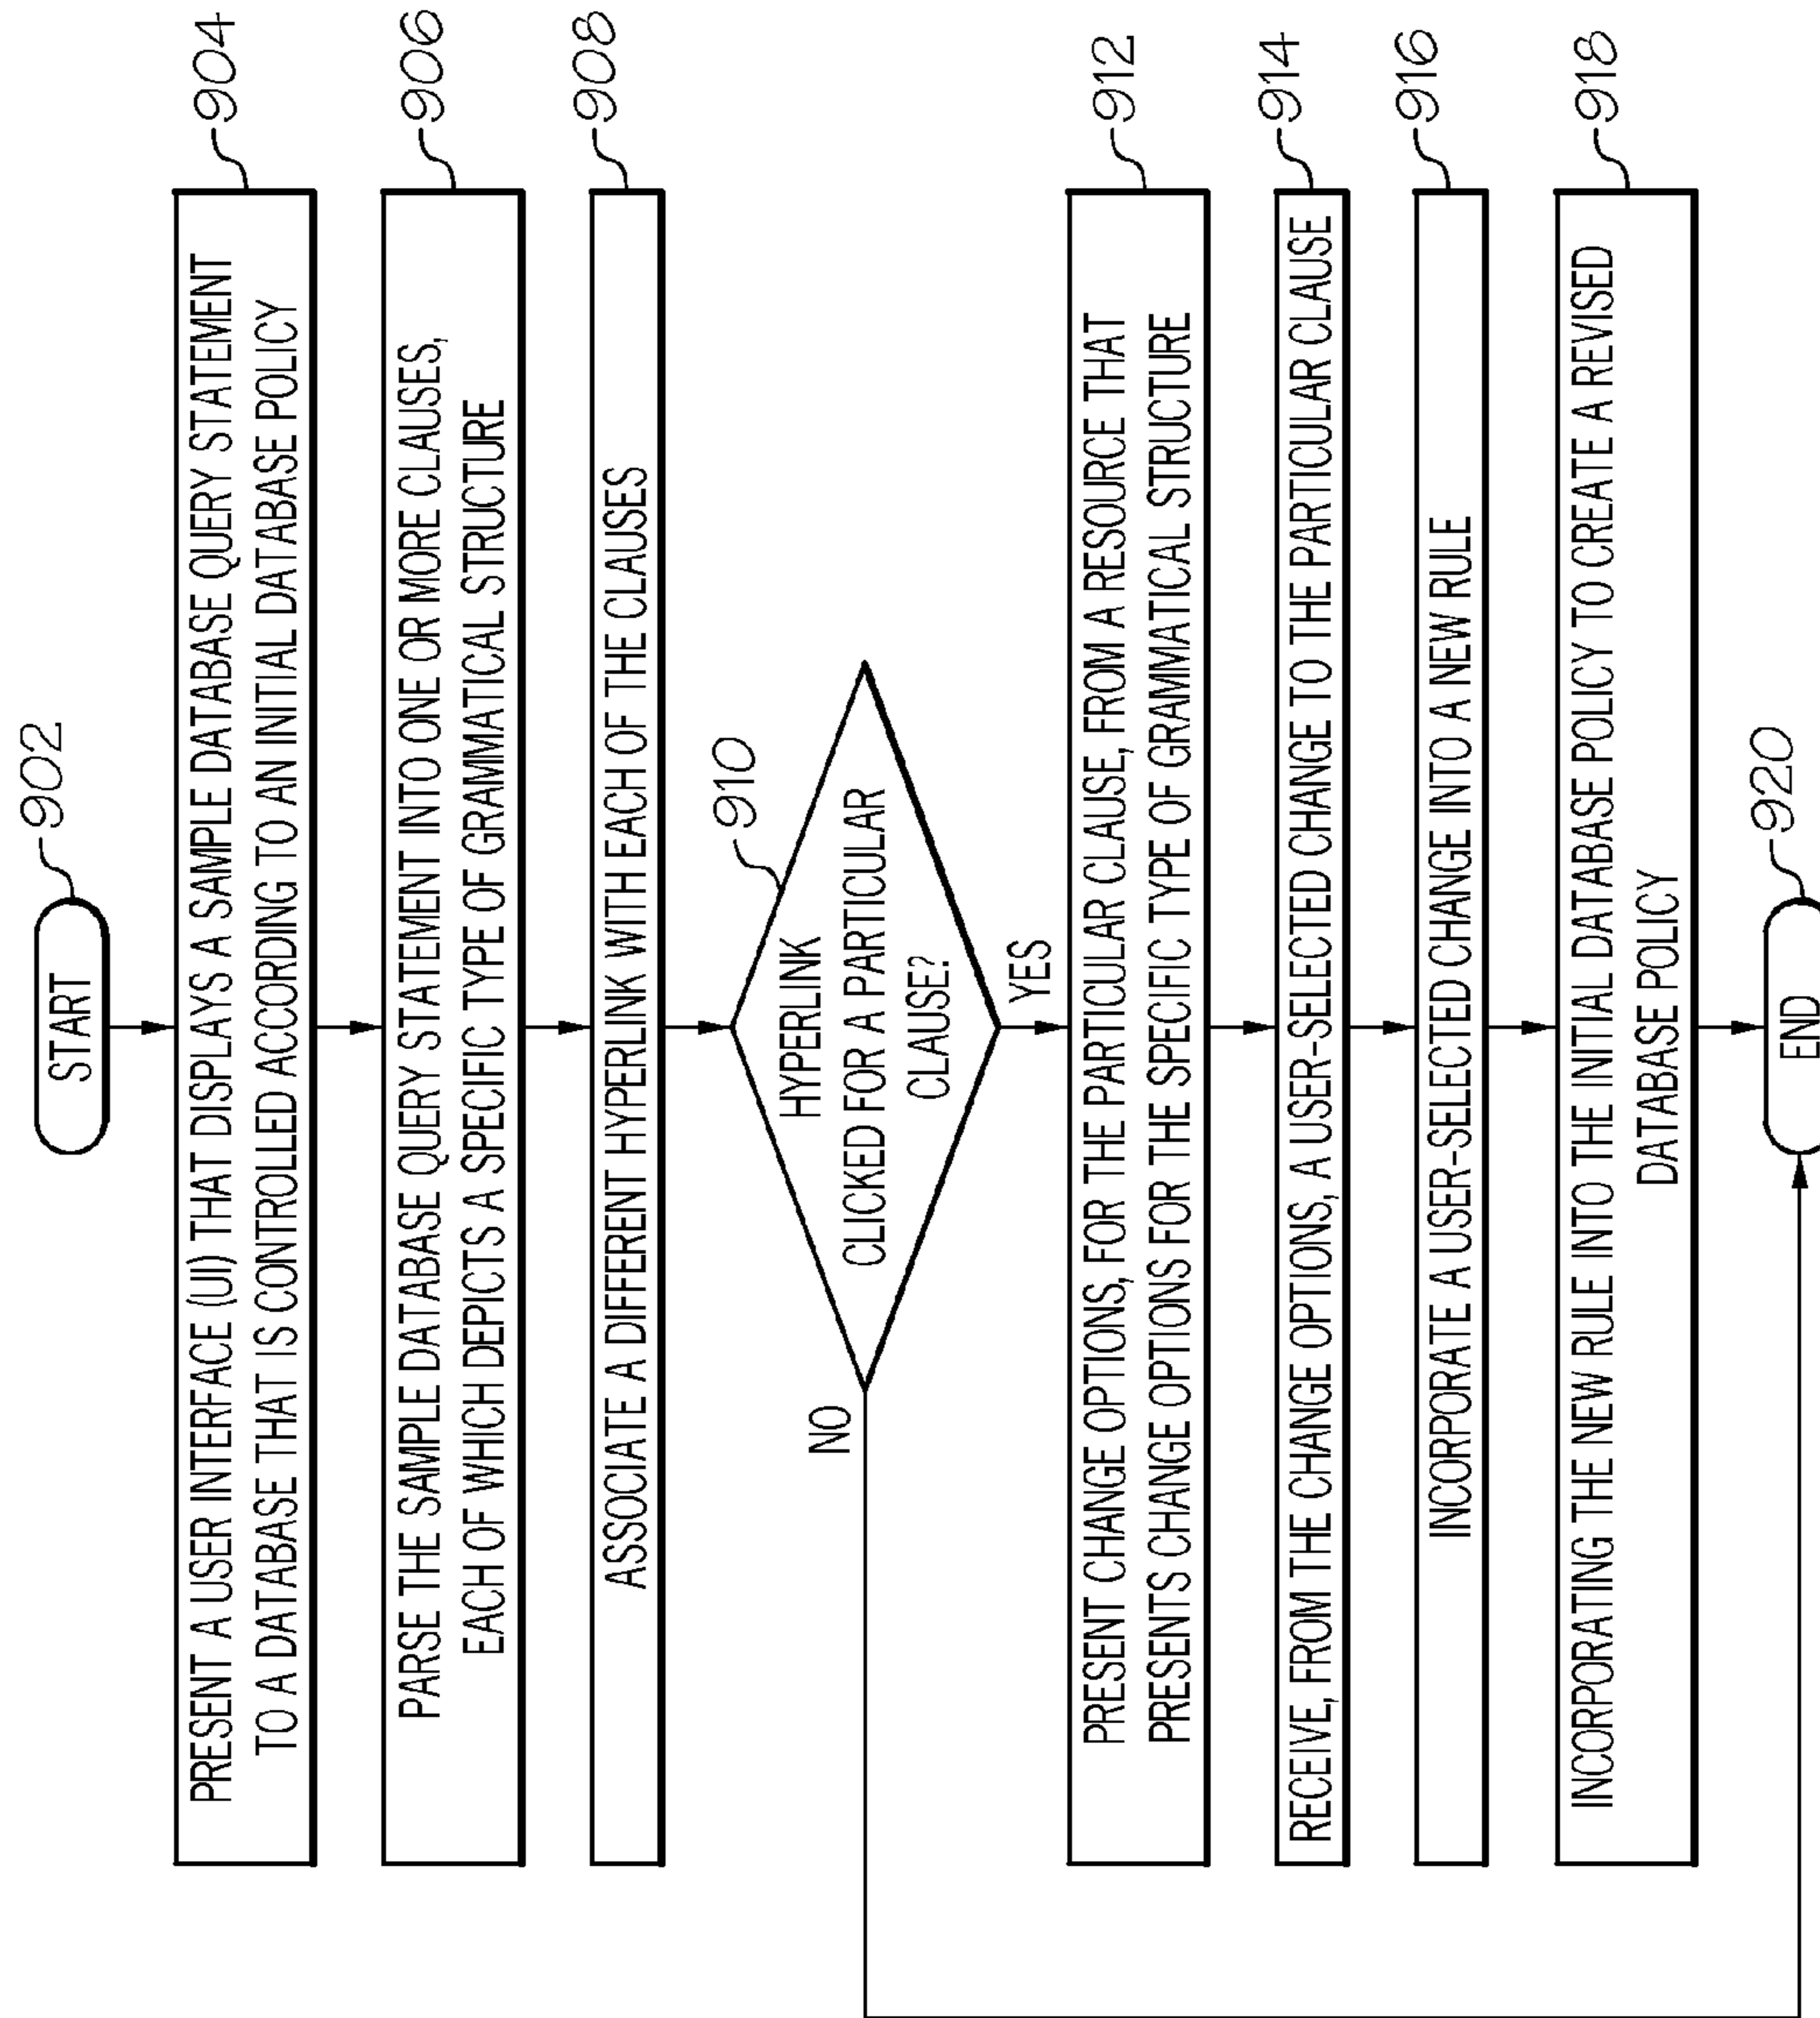 902
START
904
PRESENT A USER INTERFACE (UI) THAT DISPLAYS A SAMPLE DATABASE QUERY STATEMENT
TO A DATABASE THAT IS CONTROLLED ACCORDING TO AN INITIAL DATABASE POLICY
906
PARSE THE SAMPLE DATABASE QUERY STATEMENT INTO ONE OR MORE CLAUSES,
EACH OF WHICH DEPICTS A SPECIFIC TYPE OF GRAMMATICAL STRUCTURE
908
ASSOCIATE A DIFFERENT HYPERLINK WITH EACH OF THE CLAUSES
910
HYPERLINK
CLICKED FOR A PARTICULAR
CLAUSE?
NO
YES
912
PRESENT CHANGE OPTIONS, FOR THE PARTICULAR CLAUSE, FROM A RESOURCE THAT
PRESENTS CHANGE OPTIONS FOR THE SPECIFIC TYPE OF GRAMMATICAL STRUCTURE
914
RECEIVE, FROM THE CHANGE OPTIONS, A USER-SELECTED CHANGE TO THE PARTICULAR CLAUSE
916
INCORPORATE A USER-SELECTED CHANGE INTO A NEW RULE
918
INCORPORATING THE NEW RULE INTO THE INITIAL DATABASE POLICY TO CREATE A REVISED
DATABASE POLICY
920
END